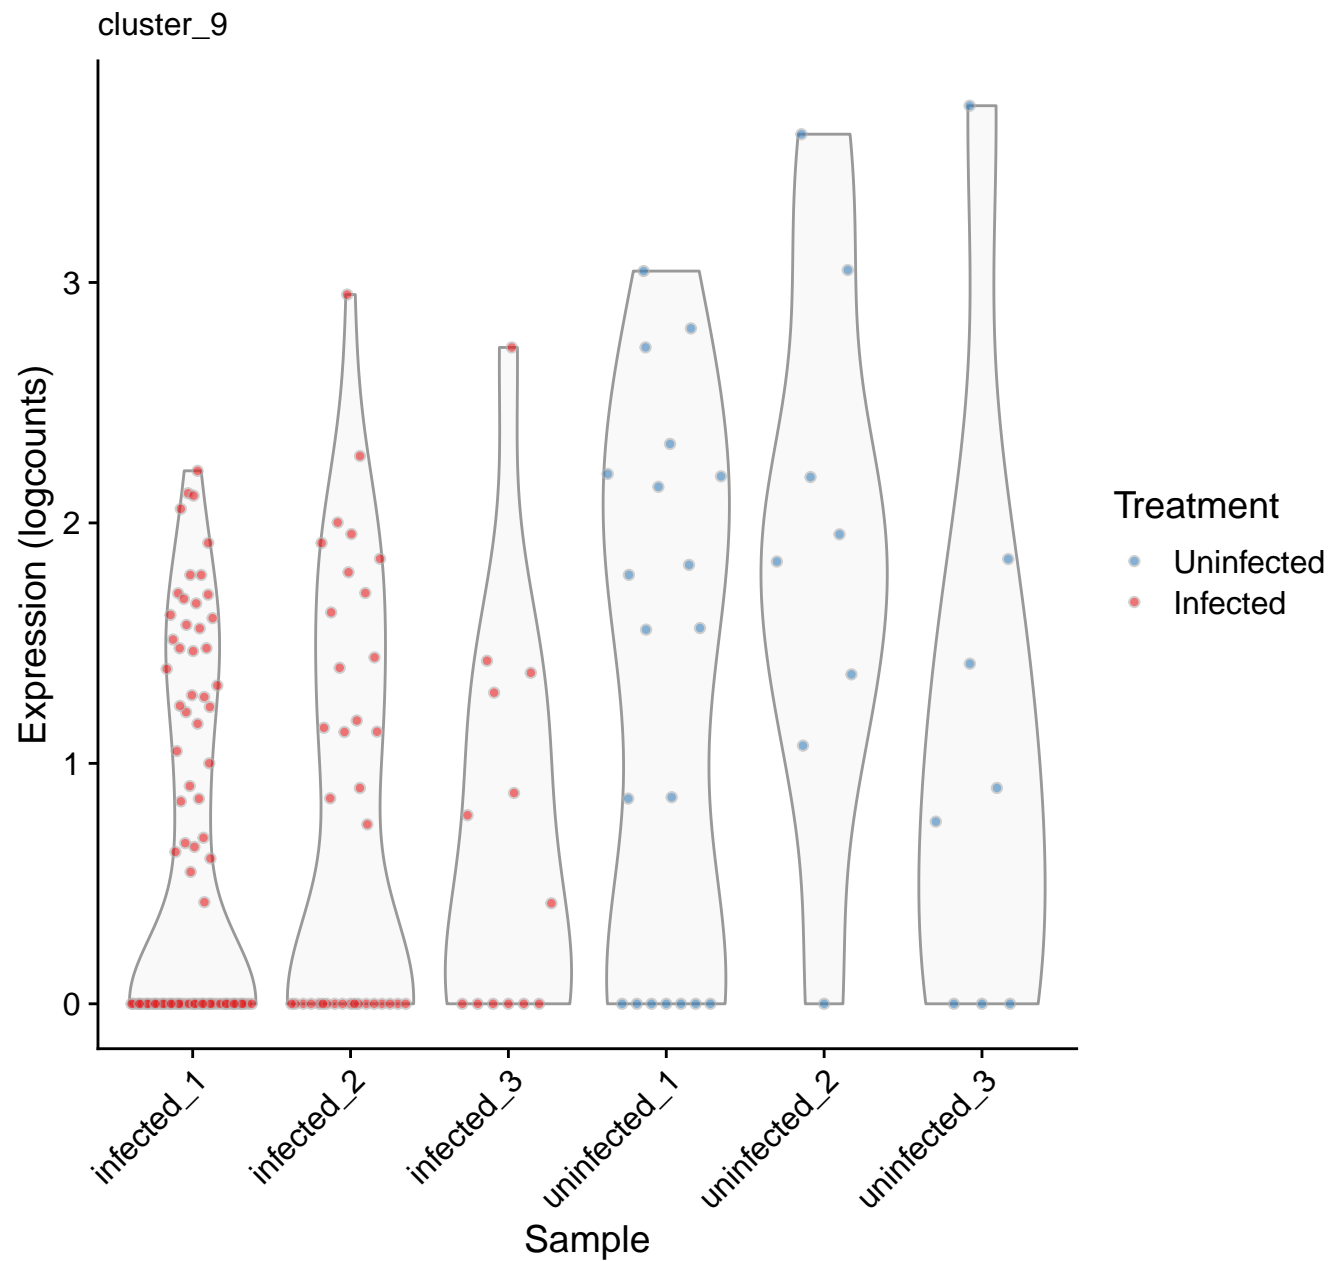 cluster_9
Expression (logcounts)
3
2
1
0
infected_1
infected_2
infected_3
uninfected_1
uninfected_2
uninfected_3
Sample
Treatment
Uninfected
Infected